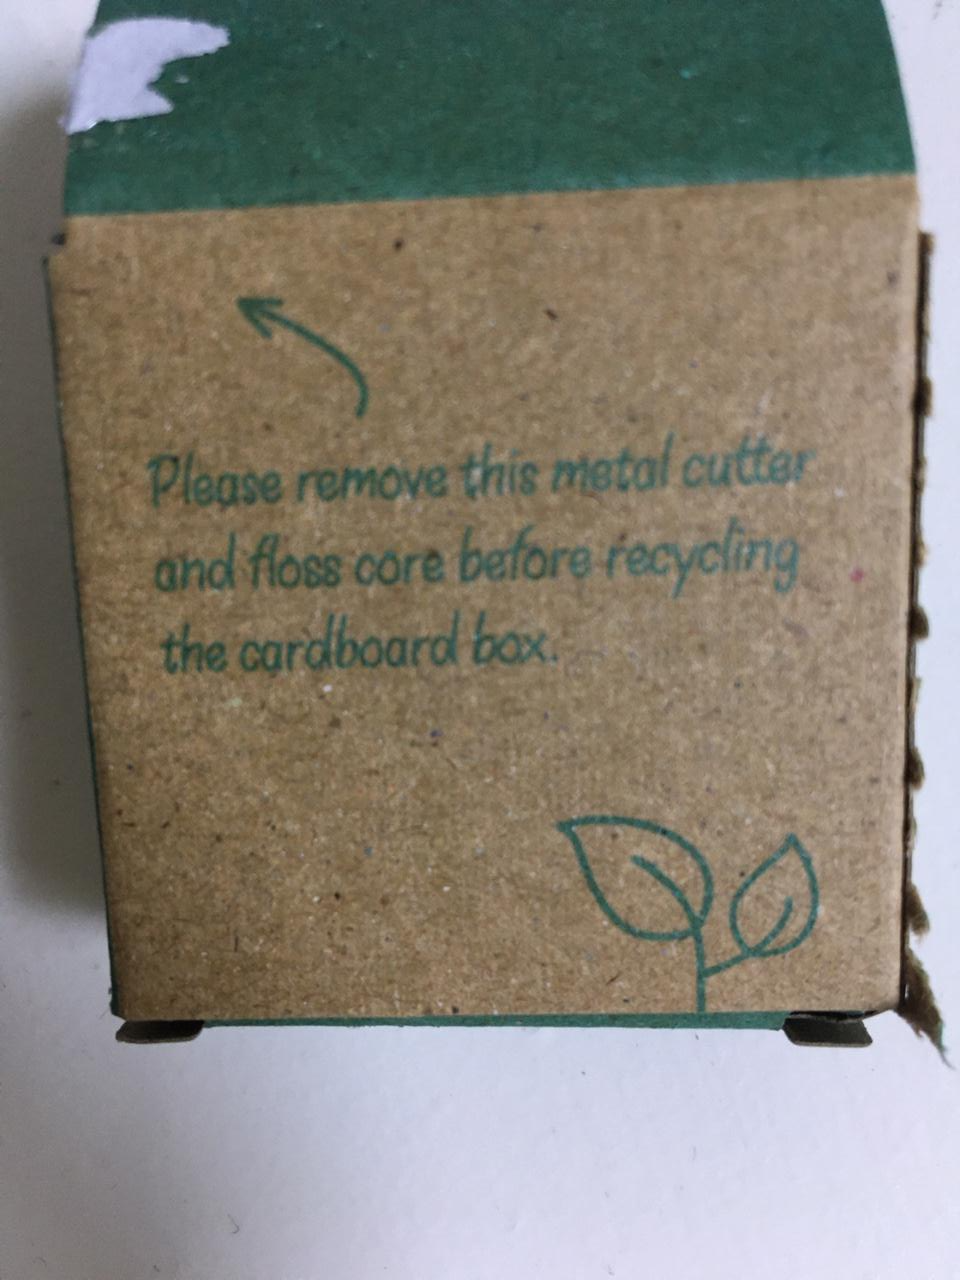 Please remove this metal cutter
and floss core before recycling
the cardboard box.